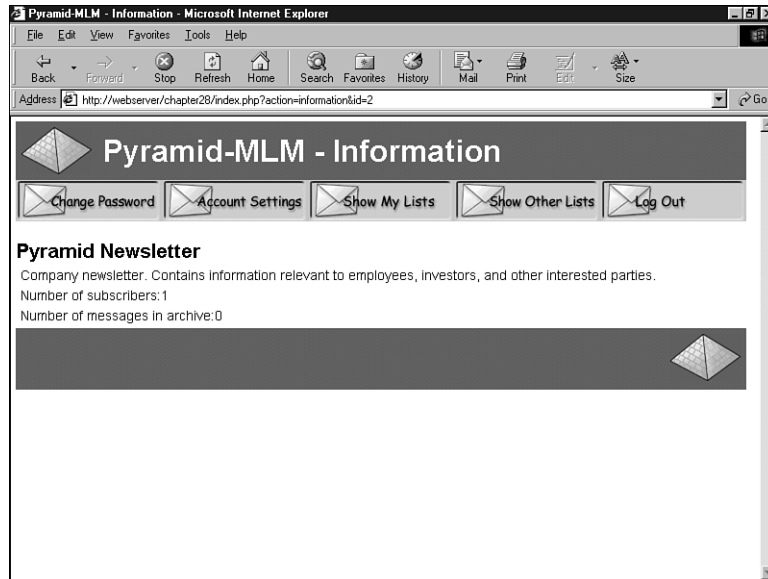 Pyramid-MLM - Information - Microsoft Internet Explorer
File Edit View Favorites Tools Help
Back Forward Stop Refresh Home Search Favorites History Mail Print Edit Size
Address http://webserver/chapter28/index.php?action=information&id=2 Go
Pyramid-MLM - Information
Change Password Account Settings Show My Lists Show Other Lists Log Out
Pyramid Newsletter
Company newsletter. Contains information relevant to employees, investors, and other interested parties.
Number of subscribers:1
Number of messages in archive:0